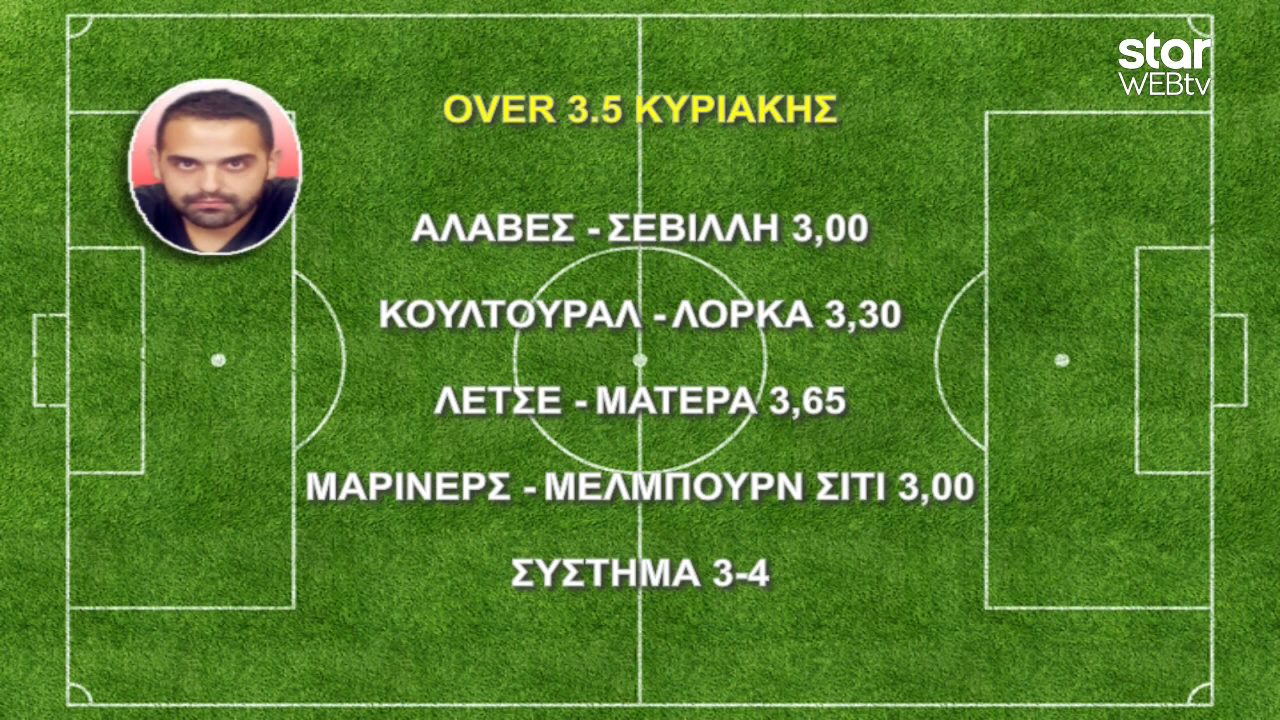 star
WEBtv
OVER 3.5 ΚΥΡΙΑΚΗΣ
ΑΛΑΒΕΣ - ΣΕΒΙΛΛΗ 3,00
ΚΟΥΛΤΟΥΡΑΛ - ΛΟΡΚΑ 3,30
ΛΕΤΣΕ - ΜΑΤΕΡΑ 3,65
ΜΑΡΙΝΕΡΣ - ΜΕΛΜΠΟΥΡΝ ΣΙΤΙ 3,00
ΣΥΣΤΗΜΑ 3-4